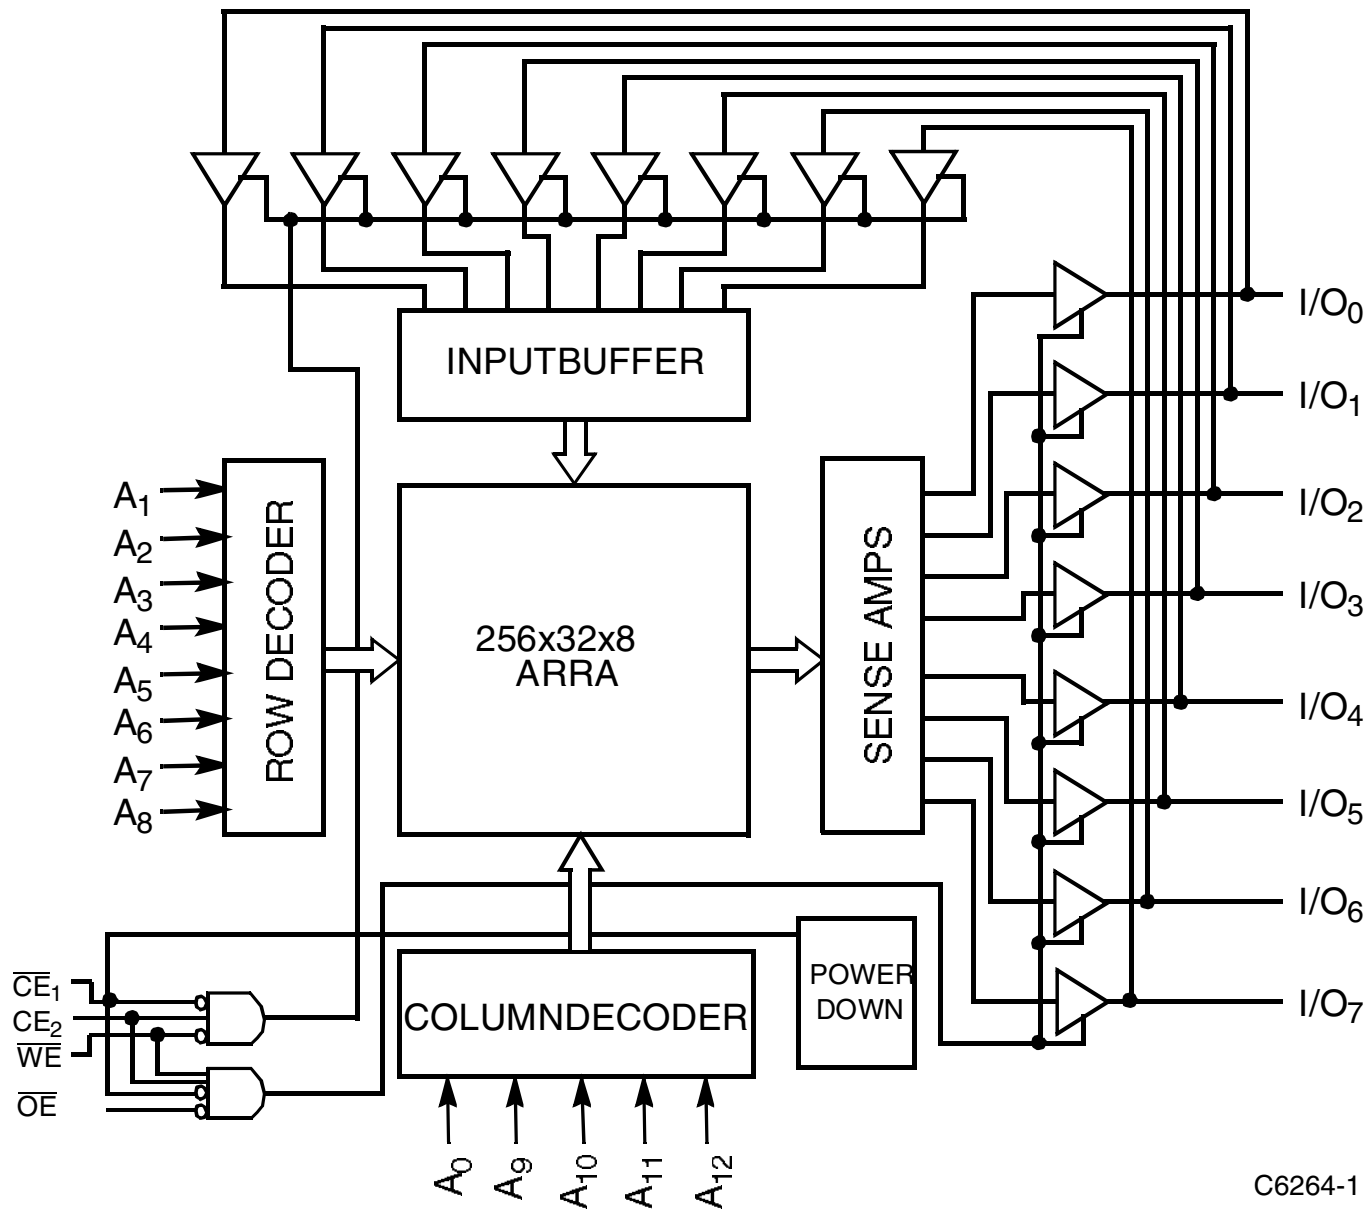 INPUTBUFFER
I/O0
I/O1
I/O2
I/O3
I/O4
I/O5
I/O6
I/O7
A1
A2
A3
A4
A5
A6
A7
A8
ROW DECODER
256x32x8
ARRA
SENSE AMPS
CE1
CE2
WE
OE
COLUMNDECODER
POWER
DOWN
A0
A9
A10
A11
A12
C6264-1